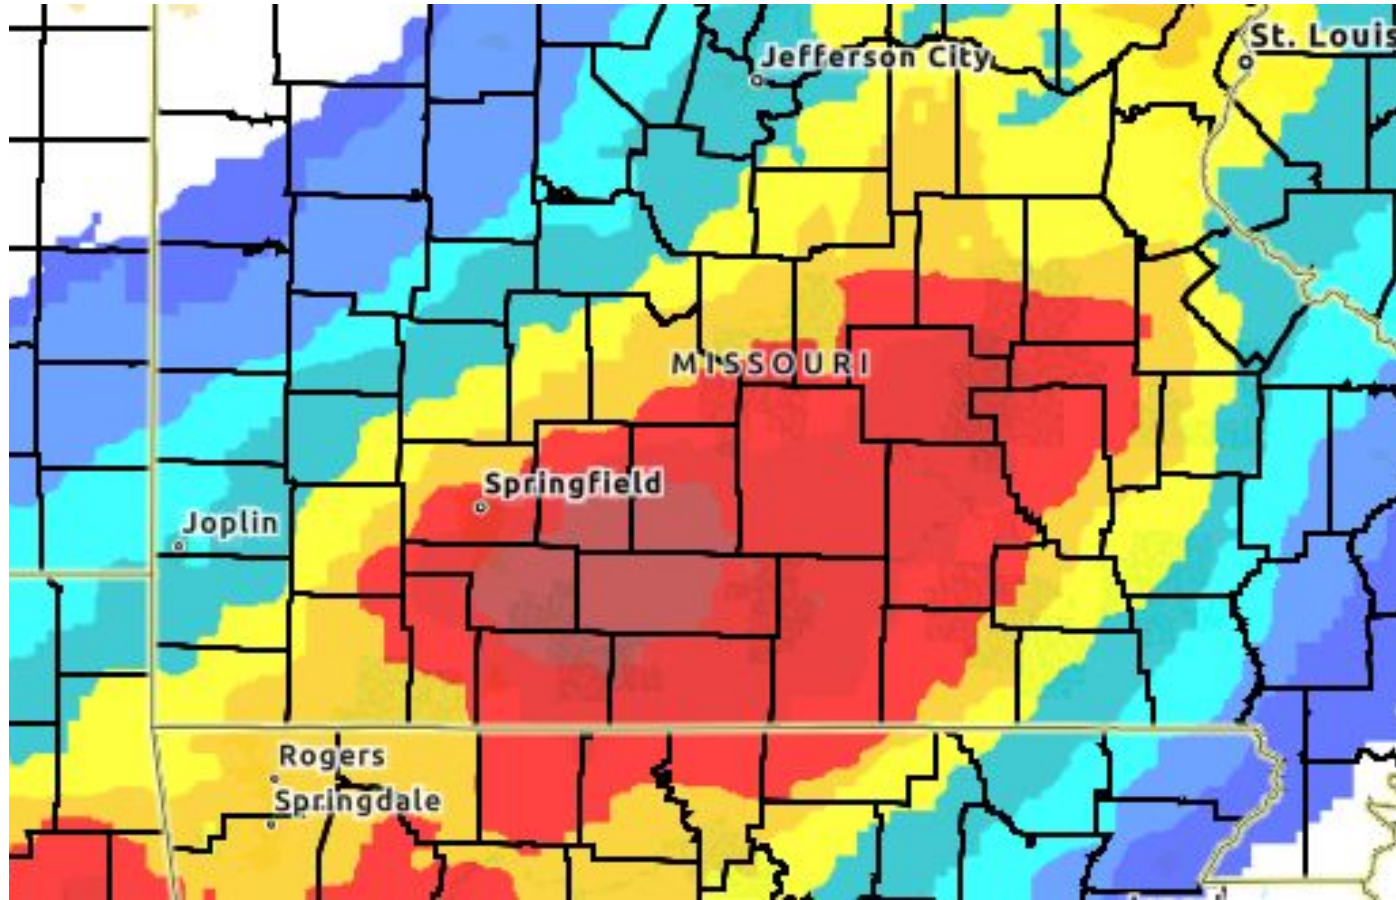 St. Louis
Jefferson City
MISSOURI
Springfield
Joplin
Rogers
Springdale